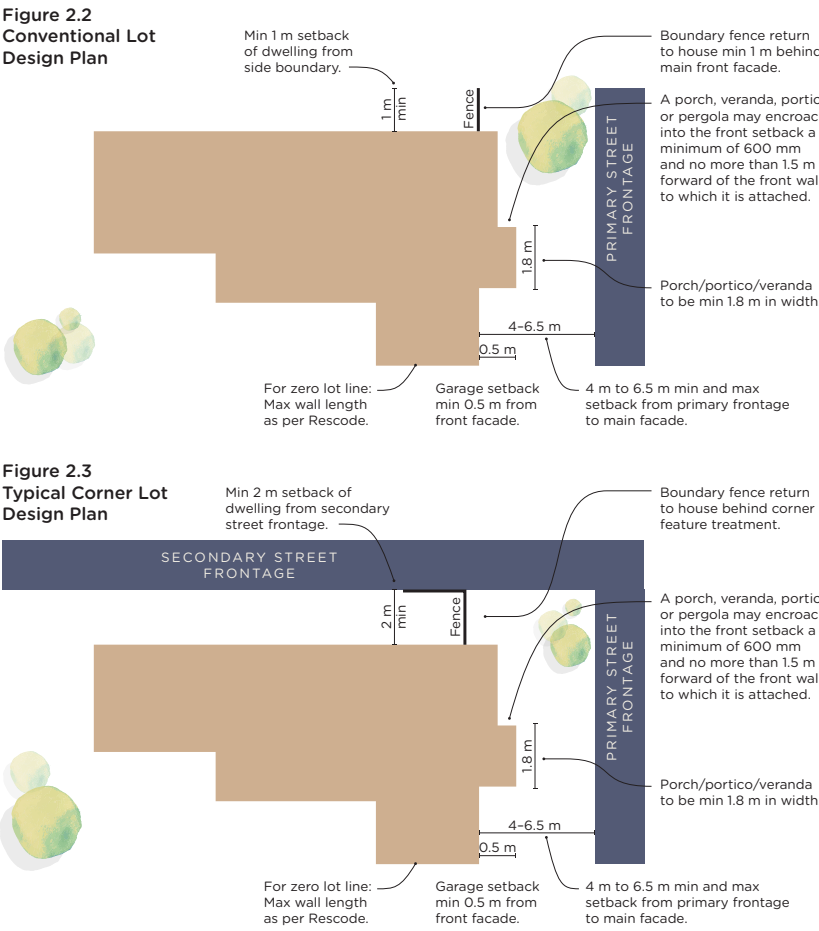 Figure 2.2
Conventional Lot
Design Plan
Min 1 m setback
of dwelling from
side boundary.
1 m
min
Fence
Boundary fence return
to house min 1 m behind
main front facade.
A porch, veranda, portic
or pergola may encroac
into the front setback a
minimum of 600 mm
and no more than 1.5 m
forward of the front wal
to which it is attached.
PRIMARY STREET
FRONTAGE
1.8 m
Porch/portico/veranda
to be min 1.8 m in width
4–6.5 m
0.5 m
For zero lot line:
Max wall length
as per Rescode.
Garage setback
min 0.5 m from
front facade.
4 m to 6.5 m min and max
setback from primary frontage
to main facade.
Figure 2.3
Typical Corner Lot
Design Plan
Min 2 m setback of
dwelling from secondary
street frontage.
Boundary fence return
to house behind corner
feature treatment.
SECONDARY STREET
FRONTAGE
2 m
min
Fence
A porch, veranda, portic
or pergola may encroac
into the front setback a
minimum of 600 mm
and no more than 1.5 m
forward of the front wal
to which it is attached.
PRIMARY STREET
FRONTAGE
1.8 m
Porch/portico/veranda
to be min 1.8 m in width
4–6.5 m
0.5 m
For zero lot line:
Max wall length
as per Rescode.
Garage setback
min 0.5 m from
front facade.
4 m to 6.5 m min and max
setback from primary frontage
to main facade.